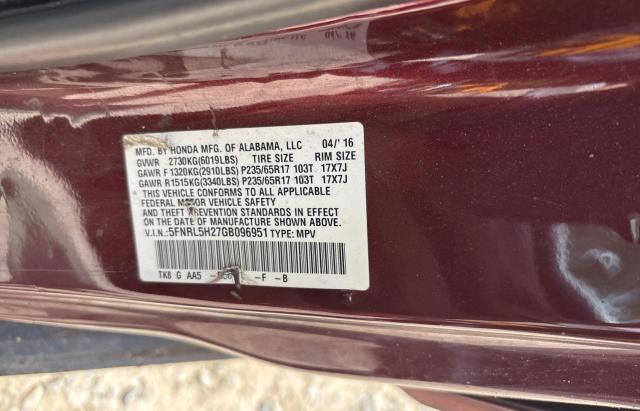 MFD. BY HONDA MFG. OF ALABAMA, LLC 04/'16
GVWR 2730KG(6019LBS) TIRE SIZE RIM SIZE
GAWR F 1320KG(2910LBS) P235/65R17 103T 17X7J
GAWR R 1515KG(3340LBS) P235/65R17 103T 17X7J
THIS VEHICLE CONFORMS TO ALL APPLICABLE
FEDERAL MOTOR VEHICLE SAFETY
AND THEFT PREVENTION STANDARDS IN EFFECT
ON THE DATE OF MANUFACTURE SHOWN ABOVE.
V.I.N.: 5FNRL5H27GB096951 TYPE: MPV
TK8 G AA5 -F -B